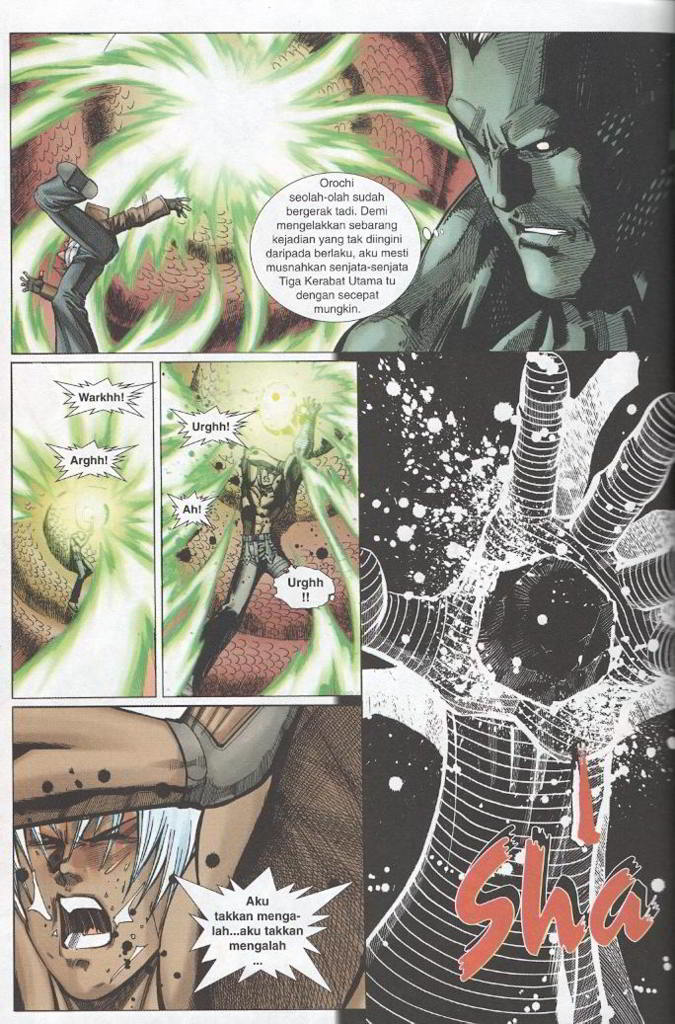 Orochi
seolah-olah sudah
bergerak tadi. Demi
mengelakkan sebarang
kejadian yang tak diingini
daripada berlaku, aku mesti
musnahkan senjata-senjata
Tiga Kerabat Utama tu
dengan secepat
mungkin.
Warkhh!
Arghh!
Urghh!
Ah!
Urghh
!!
Sha
Aku
takkan menga-
lah...aku takkan
mengalah
...